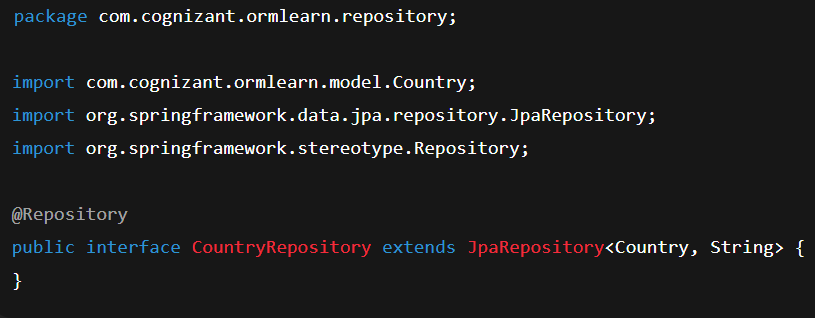 package com.cognizant.ormlearn.repository;
import com.cognizant.ormlearn.model.Country;
import org.springframework.data.jpa.repository.JpaRepository;
import org.springframework.stereotype.Repository;
@Repository
public interface CountryRepository extends JpaRepository<Country, String> {
}